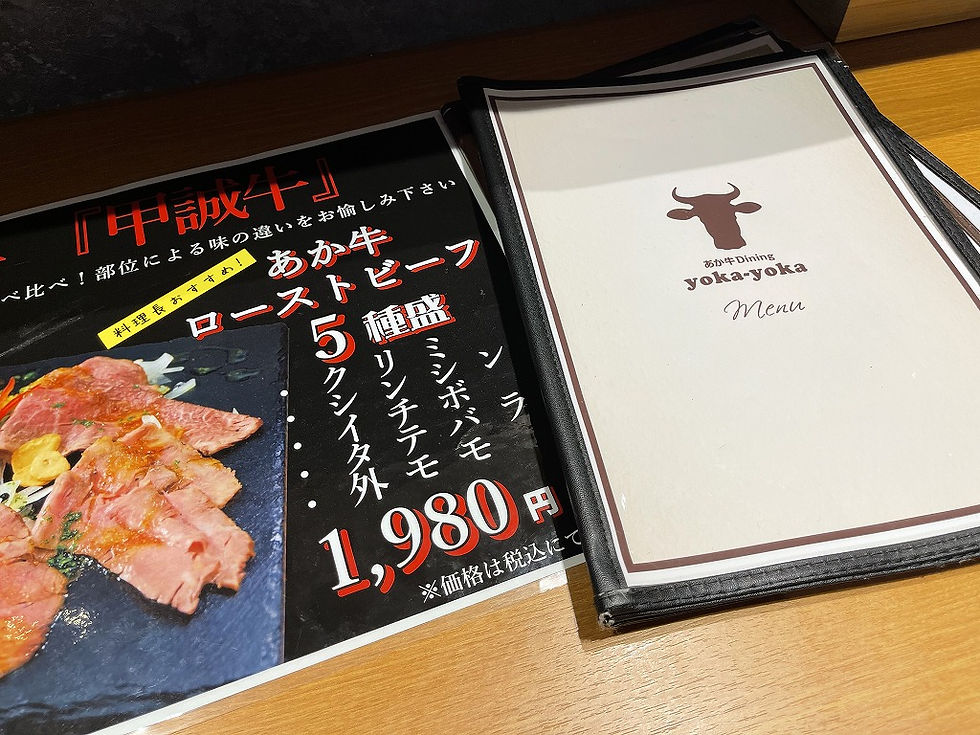 『甲誠牛』
べ比べ！部位による味の違いをお愉しみ下さい
料理長おすすめ！
あか牛
ローストビーフ
5種盛
・クリミ
・シンシン
・イチボ
・タテバラ
・外モモ
1,980円
※価格は税込にて
あか牛Dining
yoka-yoka
Menu